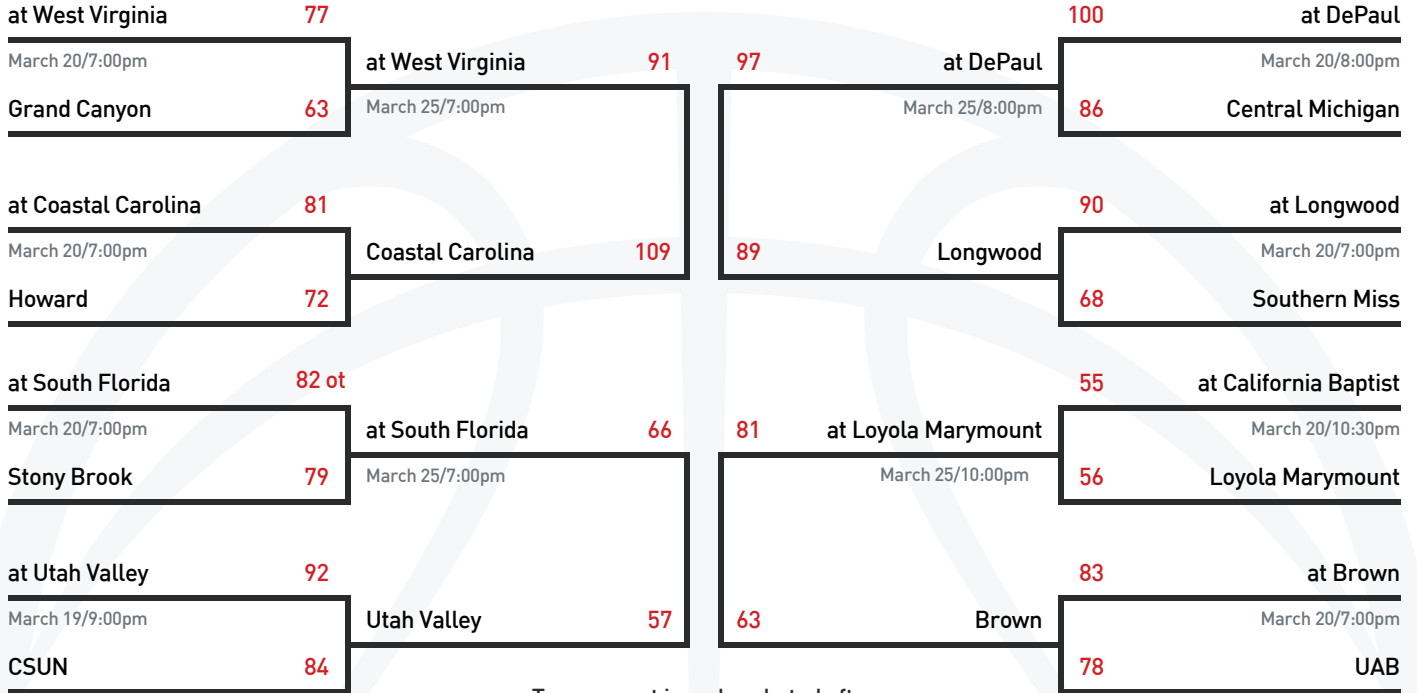 at West Virginia 77
March 20/7:00pm
Grand Canyon 63
at Coastal Carolina 81
March 20/7:00pm
Howard 72
at South Florida 82 ot
March 20/7:00pm
Stony Brook 79
at Utah Valley 92
March 19/9:00pm
CSUN 84
at West Virginia 91
March 25/7:00pm
Coastal Carolina 109
at South Florida 66
March 25/7:00pm
Utah Valley 57
97 at DePaul
March 25/8:00pm
89 Longwood
81 at Loyola Marymount
March 25/10:00pm
63 Brown
100 at DePaul
March 20/8:00pm
86 Central Michigan
90 at Longwood
March 20/7:00pm
68 Southern Miss
55 at California Baptist
March 20/10:30pm
56 Loyola Marymount
83 at Brown
March 20/7:00pm
78 UAB